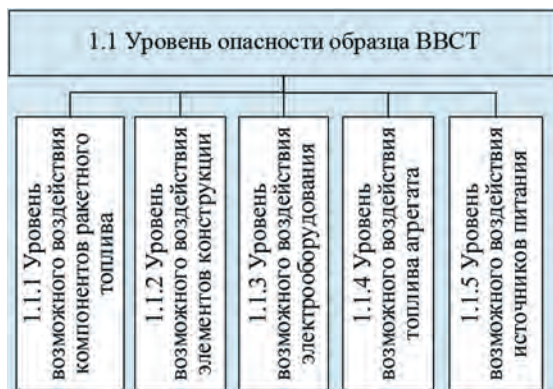 1.1 Уровень опасности образца ВВСТ
1.1.1 Уровень
возможного воздействия
компонентов ракетного
топлива
1.1.2 Уровень
возможного воздействия
элементов конструкции
1.1.3 Уровень
возможного воздействия
электрооборудования
1.1.4 Уровень
возможного воздействия
топлива агрегата
1.1.5 Уровень
возможного воздействия
источников питания